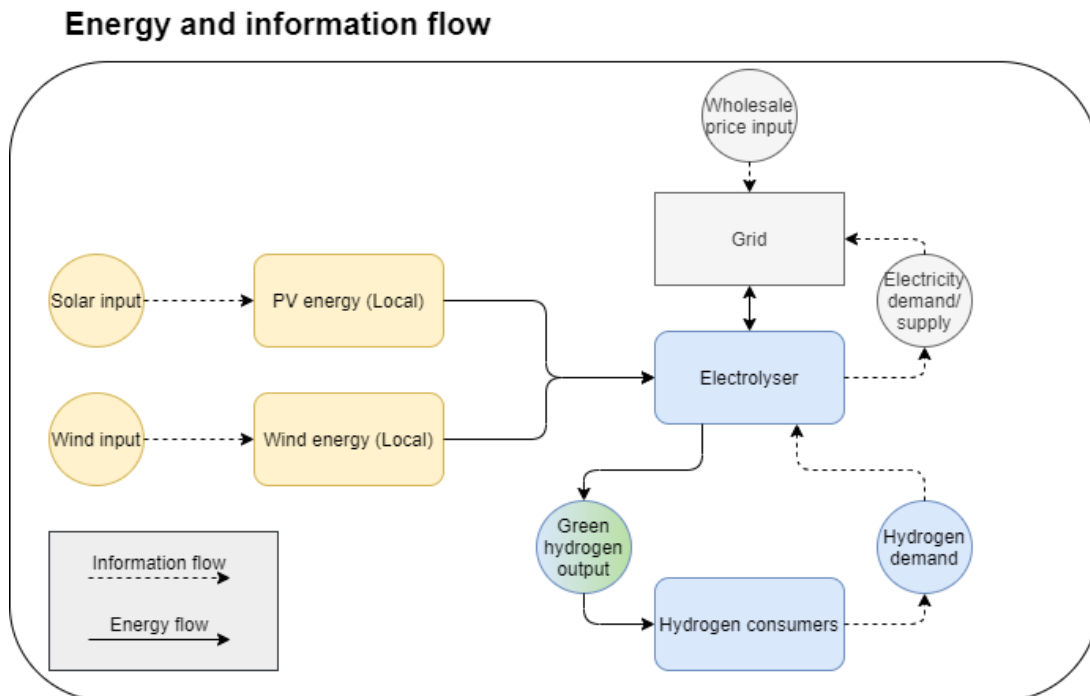 Energy and information flow
Wholesale
price input
Grid
Solar input
PV energy (Local)
Electricity
demand/
supply
Electrolyser
Wind input
Wind energy (Local)
Green
hydrogen
output
Hydrogen
demand
Information flow
Energy flow
Hydrogen consumers